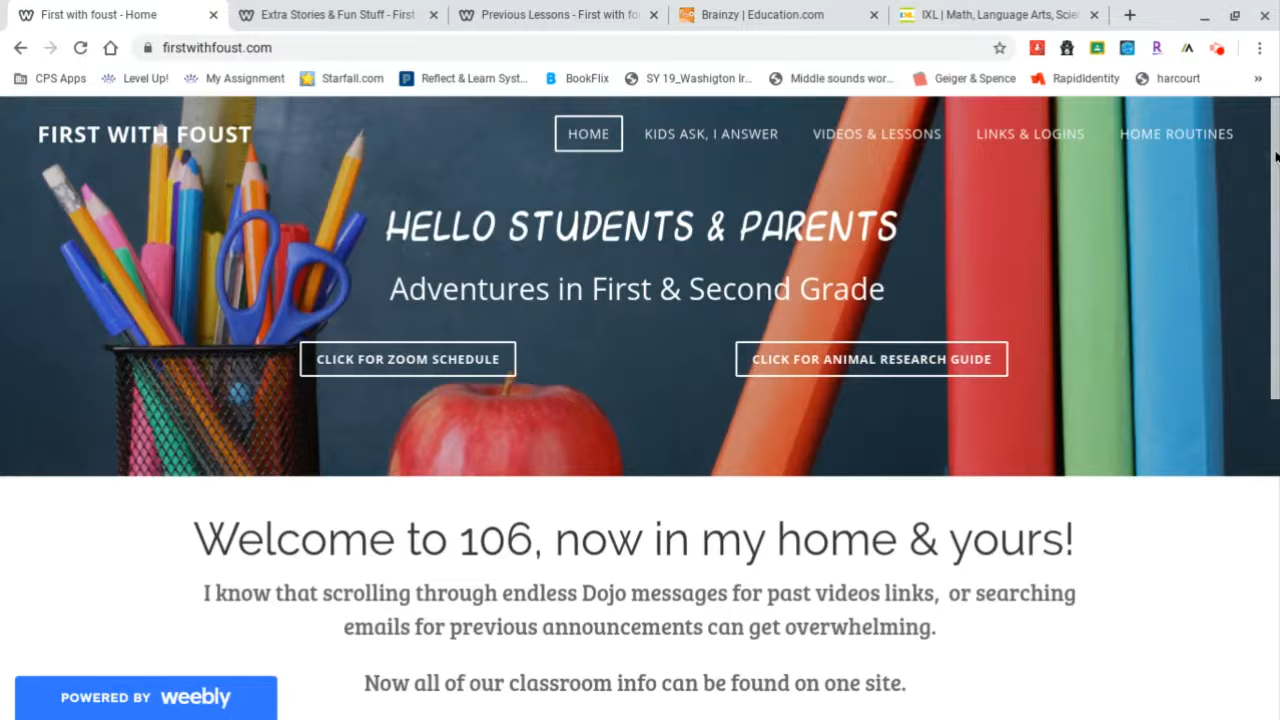 First with foust - Home
Extra Stories & Fun Stuff - First
Previous Lessons - First with fo
Brainzy | Education.com
IXL | Math, Language Arts, Scie
firstwithfoust.com
CPS Apps
Level Up!
My Assignment
Starfall.com
Reflect & Learn Syst...
BookFlix
SY 19_Washigton Ir...
Middle sounds wor...
Geiger & Spence
RapidIdentity
harcourt
»
FIRST WITH FOUST
HOME
KIDS ASK, I ANSWER
VIDEOS & LESSONS
LINKS & LOGINS
HOME ROUTINES
HELLO STUDENTS & PARENTS
Adventures in First & Second Grade
CLICK FOR ZOOM SCHEDULE
CLICK FOR ANIMAL RESEARCH GUIDE
Welcome to 106, now in my home & yours!
I know that scrolling through endless Dojo messages for past videos links, or searching
emails for previous announcements can get overwhelming.
Now all of our classroom info can be found on one site.
POWERED BY weebly